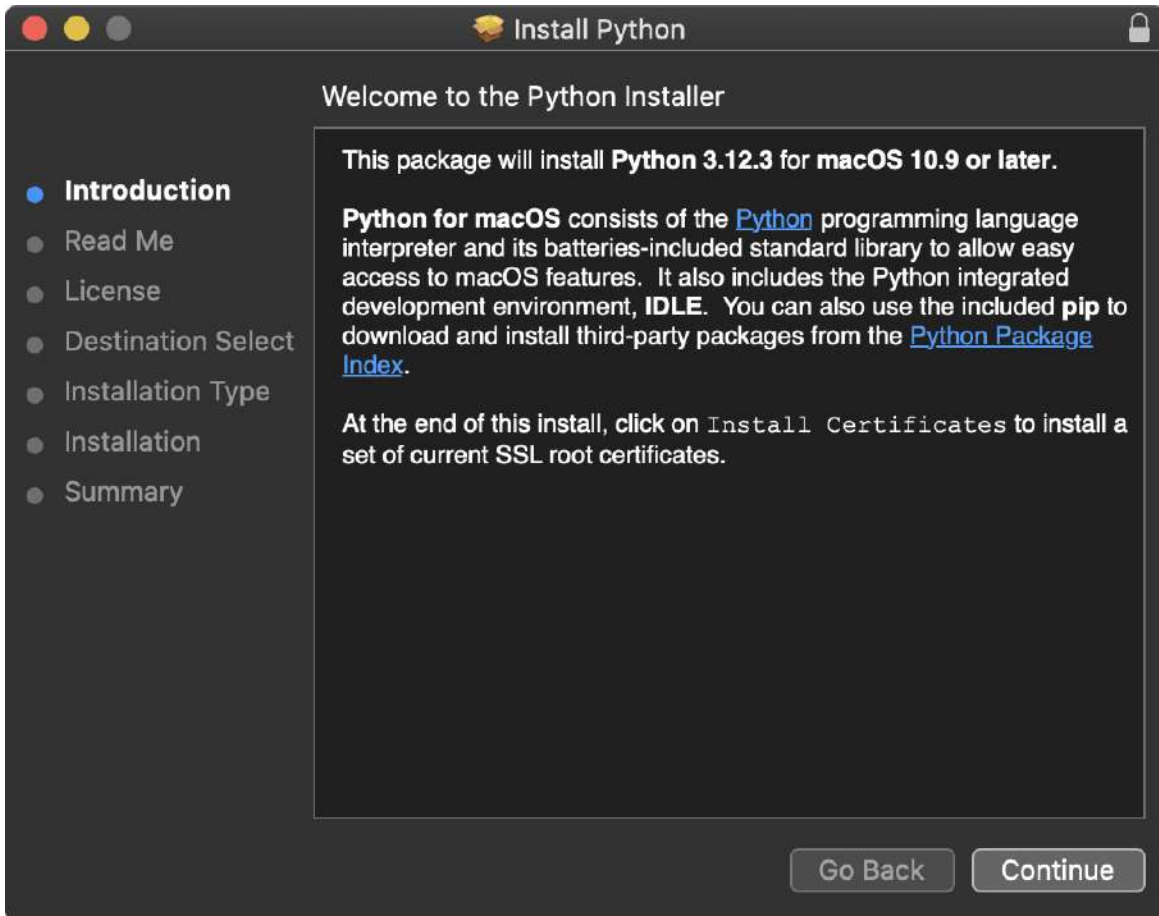 Install Python
Welcome to the Python Installer
Introduction
Read Me
License
Destination Select
Installation Type
Installation
Summary
This package will install Python 3.12.3 for macOS 10.9 or later.
Python for macOS consists of the Python programming language
interpreter and its batteries-included standard library to allow easy
access to macOS features.  It also includes the Python integrated
development environment, IDLE.  You can also use the included pip to
download and install third-party packages from the Python Package
Index.
At the end of this install, click on Install Certificates to install a
set of current SSL root certificates.
Go Back
Continue